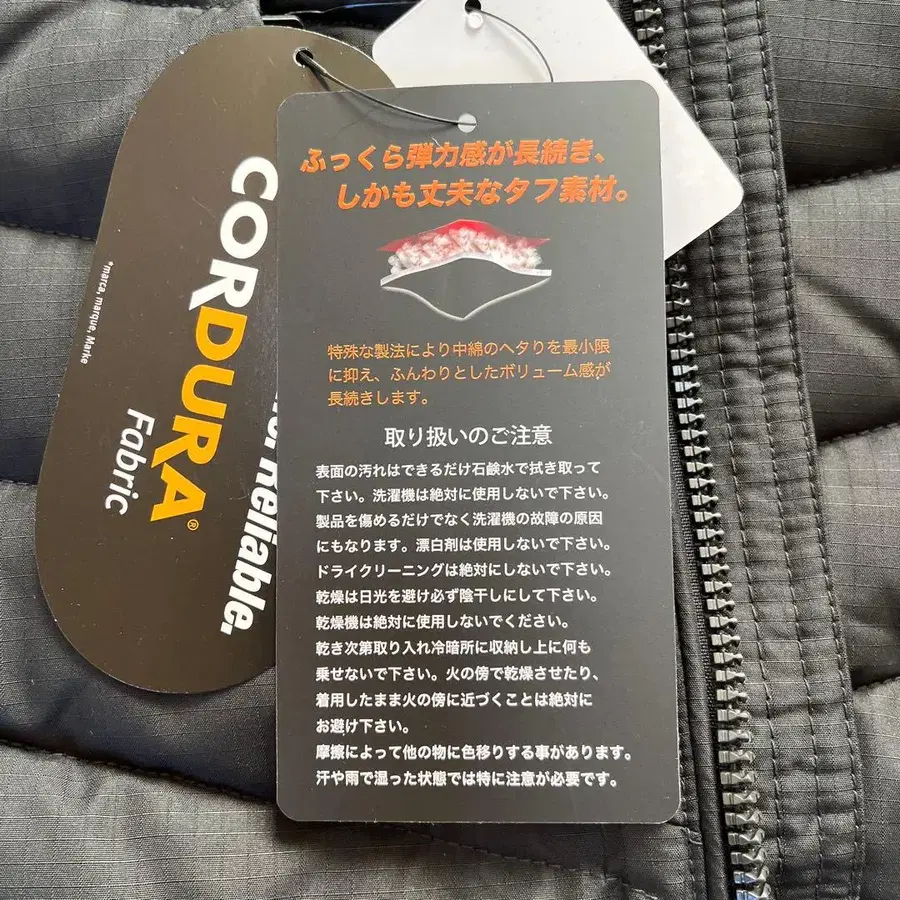 CORDURA®
Fabric
*marca, marque, Marke
Reliable.
ふっくら弾力感が長続き、
しかも丈夫なタフ素材。
特殊な製法により中綿のヘタりを最小限
に抑え、ふんわりとしたボリューム感が
長続きします。
取り扱いのご注意
表面の汚れはできるだけ石鹸水で拭き取って
下さい。洗濯機は絶対に使用しないで下さい。
製品を傷めるだけでなく洗濯機の故障の原因
にもなります。漂白剤は使用しないで下さい。
ドライクリーニングは絶対にしないで下さい。
乾燥は日光を避け必ず陰干しにして下さい。
乾燥機は絶対に使用しないでください。
乾き次第取り入れ冷暗所に収納し上に何も
乗せないで下さい。火の傍で乾燥させたり、
着用したまま火の傍に近づくことは絶対に
お避け下さい。
摩擦によって他の物に色移りする事があります。
汗や雨で湿った状態では特に注意が必要です。